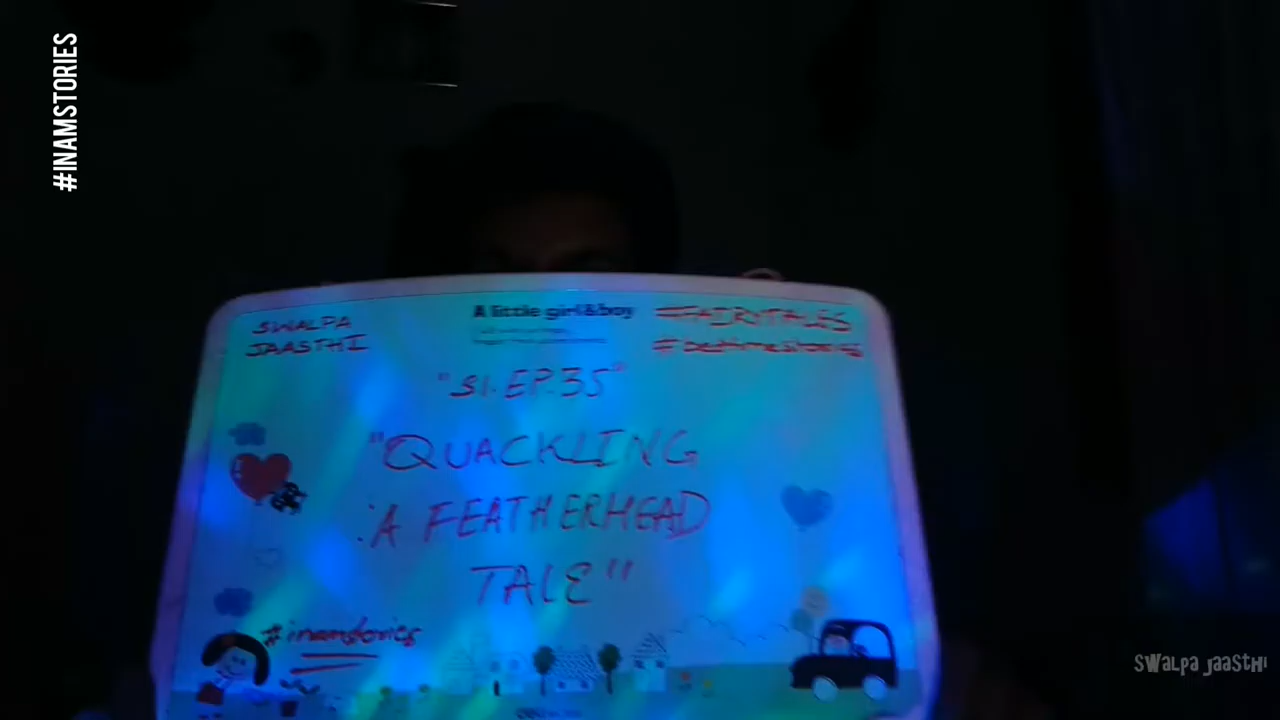 #INAMSTORIES
SWALPA
JAASTHI
A little girl&boy
#FAIRYTALES
#bedtimestories
"S1.EP.35"
"QUACKLING
:A FEATHERHEAD
TALE"
#inamstories
SWALPA JAASTHI